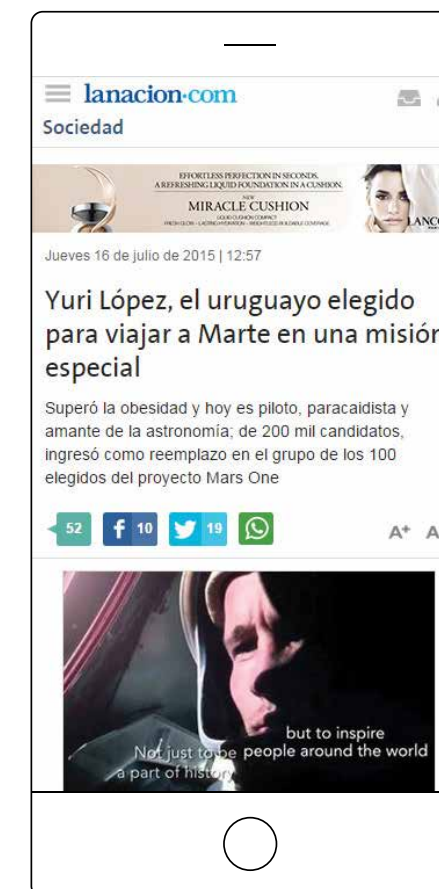 lanacion.com
Sociedad
EFFORTLESS PERFECTION IN SECONDS.
A REFRESHING LIQUID FOUNDATION IN A CUSHION.
NEW
MIRACLE CUSHION
LIQUID CUSHION COMPACT
LANC
Jueves 16 de julio de 2015 | 12:57
Yuri López, el uruguayo elegido
para viajar a Marte en una misión
especial
Superó la obesidad y hoy es piloto, paracaidista y
amante de la astronomía; de 200 mil candidatos,
ingresó como reemplazo en el grupo de los 100
elegidos del proyecto Mars One
52 f 10 19 A+ A
Not just to be
a part of history
but to inspire
people around the world